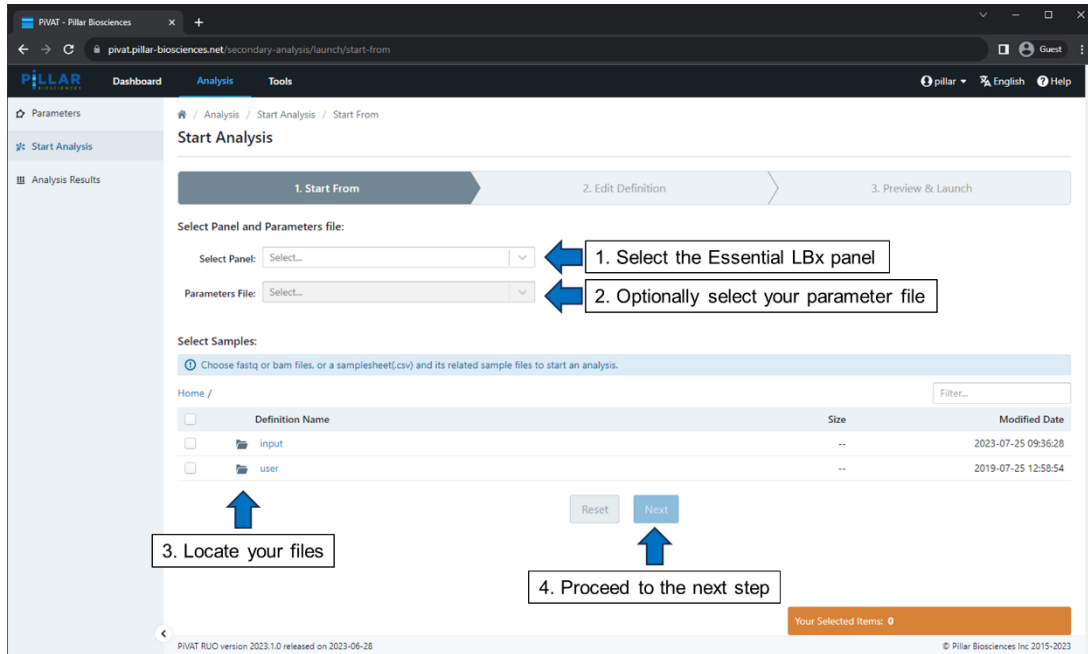 PiVAT - Pillar Biosciences
pivat.pillar-biosciences.net/secondary-analysis/launch/start-from
Guest
PiLLAR
BIOSCIENCES
Dashboard
Analysis
Tools
pillar
English
Help
Parameters
Start Analysis
Analysis Results
/ Analysis / Start Analysis / Start From
Start Analysis
1. Start From
2. Edit Definition
3. Preview & Launch
Select Panel and Parameters file:
Select Panel:
Select...
1. Select the Essential LBx panel
Parameters File:
Select...
2. Optionally select your parameter file
Select Samples:
Choose fastq or bam files, or a samplesheet(.csv) and its related sample files to start an analysis.
Home /
Filter...
Definition Name Size Modified Date
input -- 2023-07-25 09:36:28
user -- 2019-07-25 12:58:54
Reset
Next
3. Locate your files
4. Proceed to the next step
Your Selected Items: 0
PiVAT RUO version 2023.1.0 released on 2023-06-28
© Pillar Biosciences Inc 2015-2023